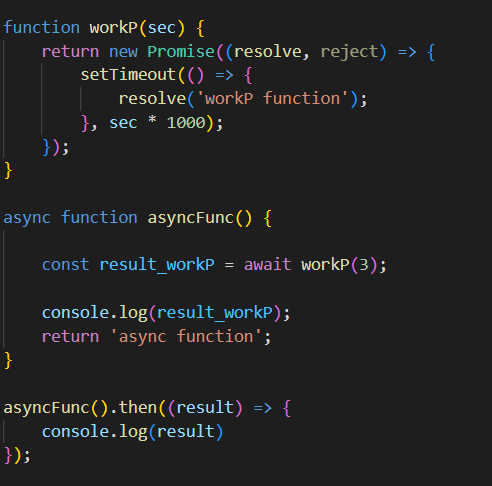 function workP(sec) {
    return new Promise((resolve, reject) => {
        setTimeout(() => {
            resolve('workP function');
        }, sec * 1000);
    });
}

async function asyncFunc() {

    const result_workP = await workP(3);

    console.log(result_workP);
    return 'async function';
}

asyncFunc().then((result) => {
    console.log(result)
});